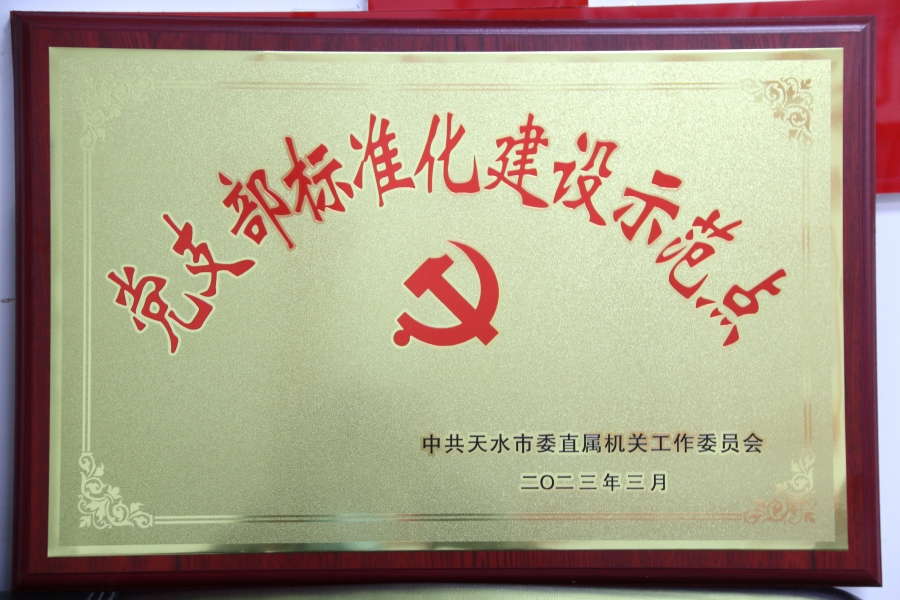 党支部标准化建设示范点
中共天水市委直属机关工作委员会
二〇二三年三月